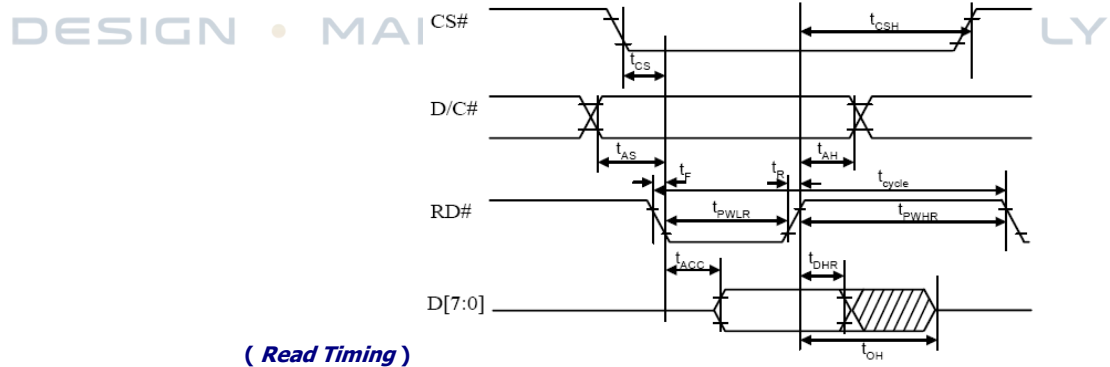 DESIGN • MAI
LY
CS#
tCSH
tCS
D/C#
tAS
tAH
tF
tR
tcycle
RD#
tPWLR
tPWHR
tACC
tDHR
D[7:0]
tOH
( Read Timing )